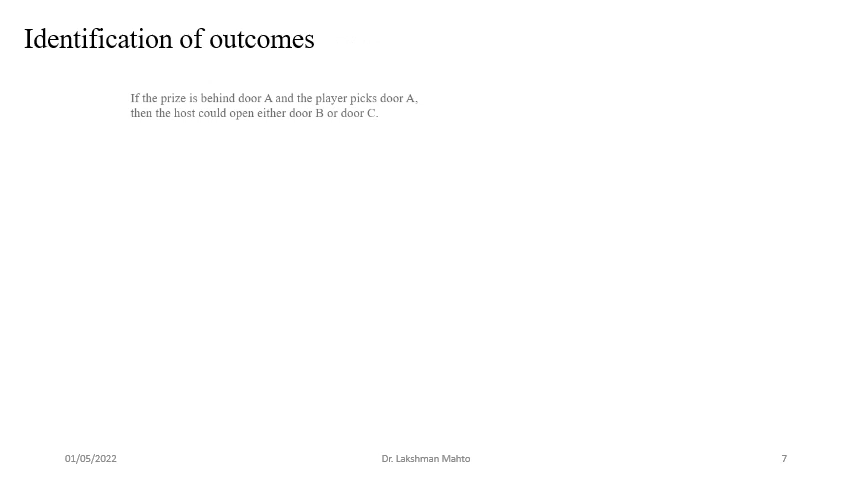 Identification of outcomes
If the prize is behind door A and the player picks door A,
then the host could open either door B or door C.
01/05/2022
Dr. Lakshman Mahto
7